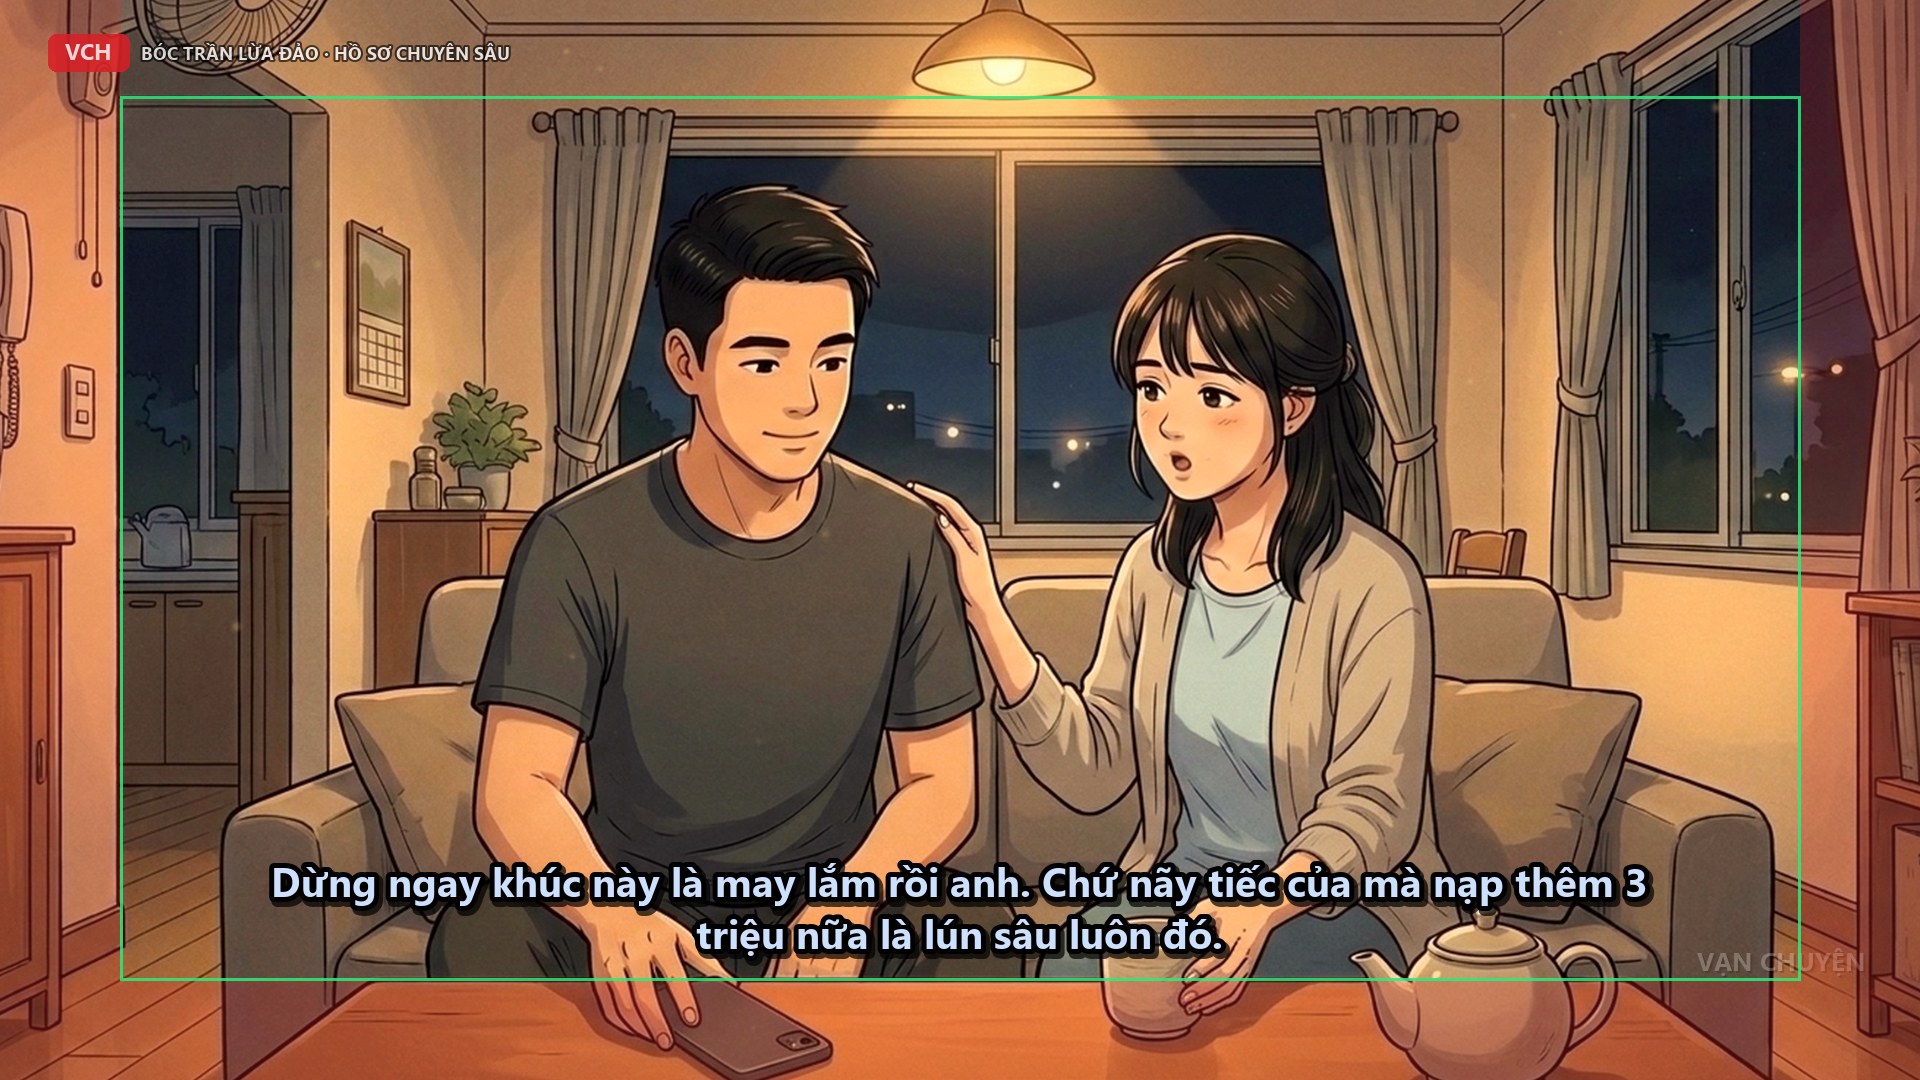 VCH BÓC TRẦN LỪA ĐẢO · HỒ SƠ CHUYÊN SÂU
Dừng ngay khúc này là may lắm rồi anh. Chứ nãy tiếc của mà nạp thêm 3
triệu nữa là lún sâu luôn đó.
VẠN CHUYỆN